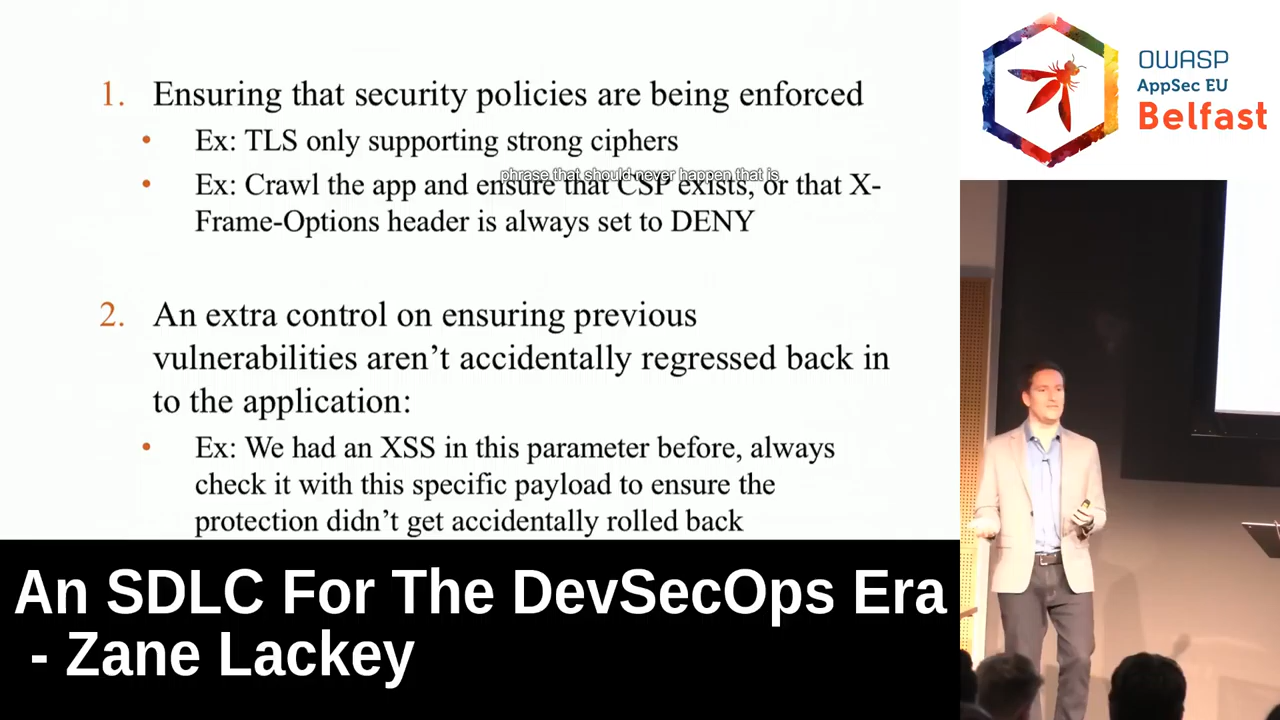 1. Ensuring that security policies are being enforced
• Ex: TLS only supporting strong ciphers
• Ex: Crawl the app and ensure that CSP exists, or that X-
Frame-Options header is always set to DENY
phrase that should never happen that is
2. An extra control on ensuring previous
vulnerabilities aren’t accidentally regressed back in
to the application:
• Ex: We had an XSS in this parameter before, always
check it with this specific payload to ensure the
protection didn’t get accidentally rolled back
OWASP
AppSec EU
Belfast
An SDLC For The DevSecOps Era
- Zane Lackey